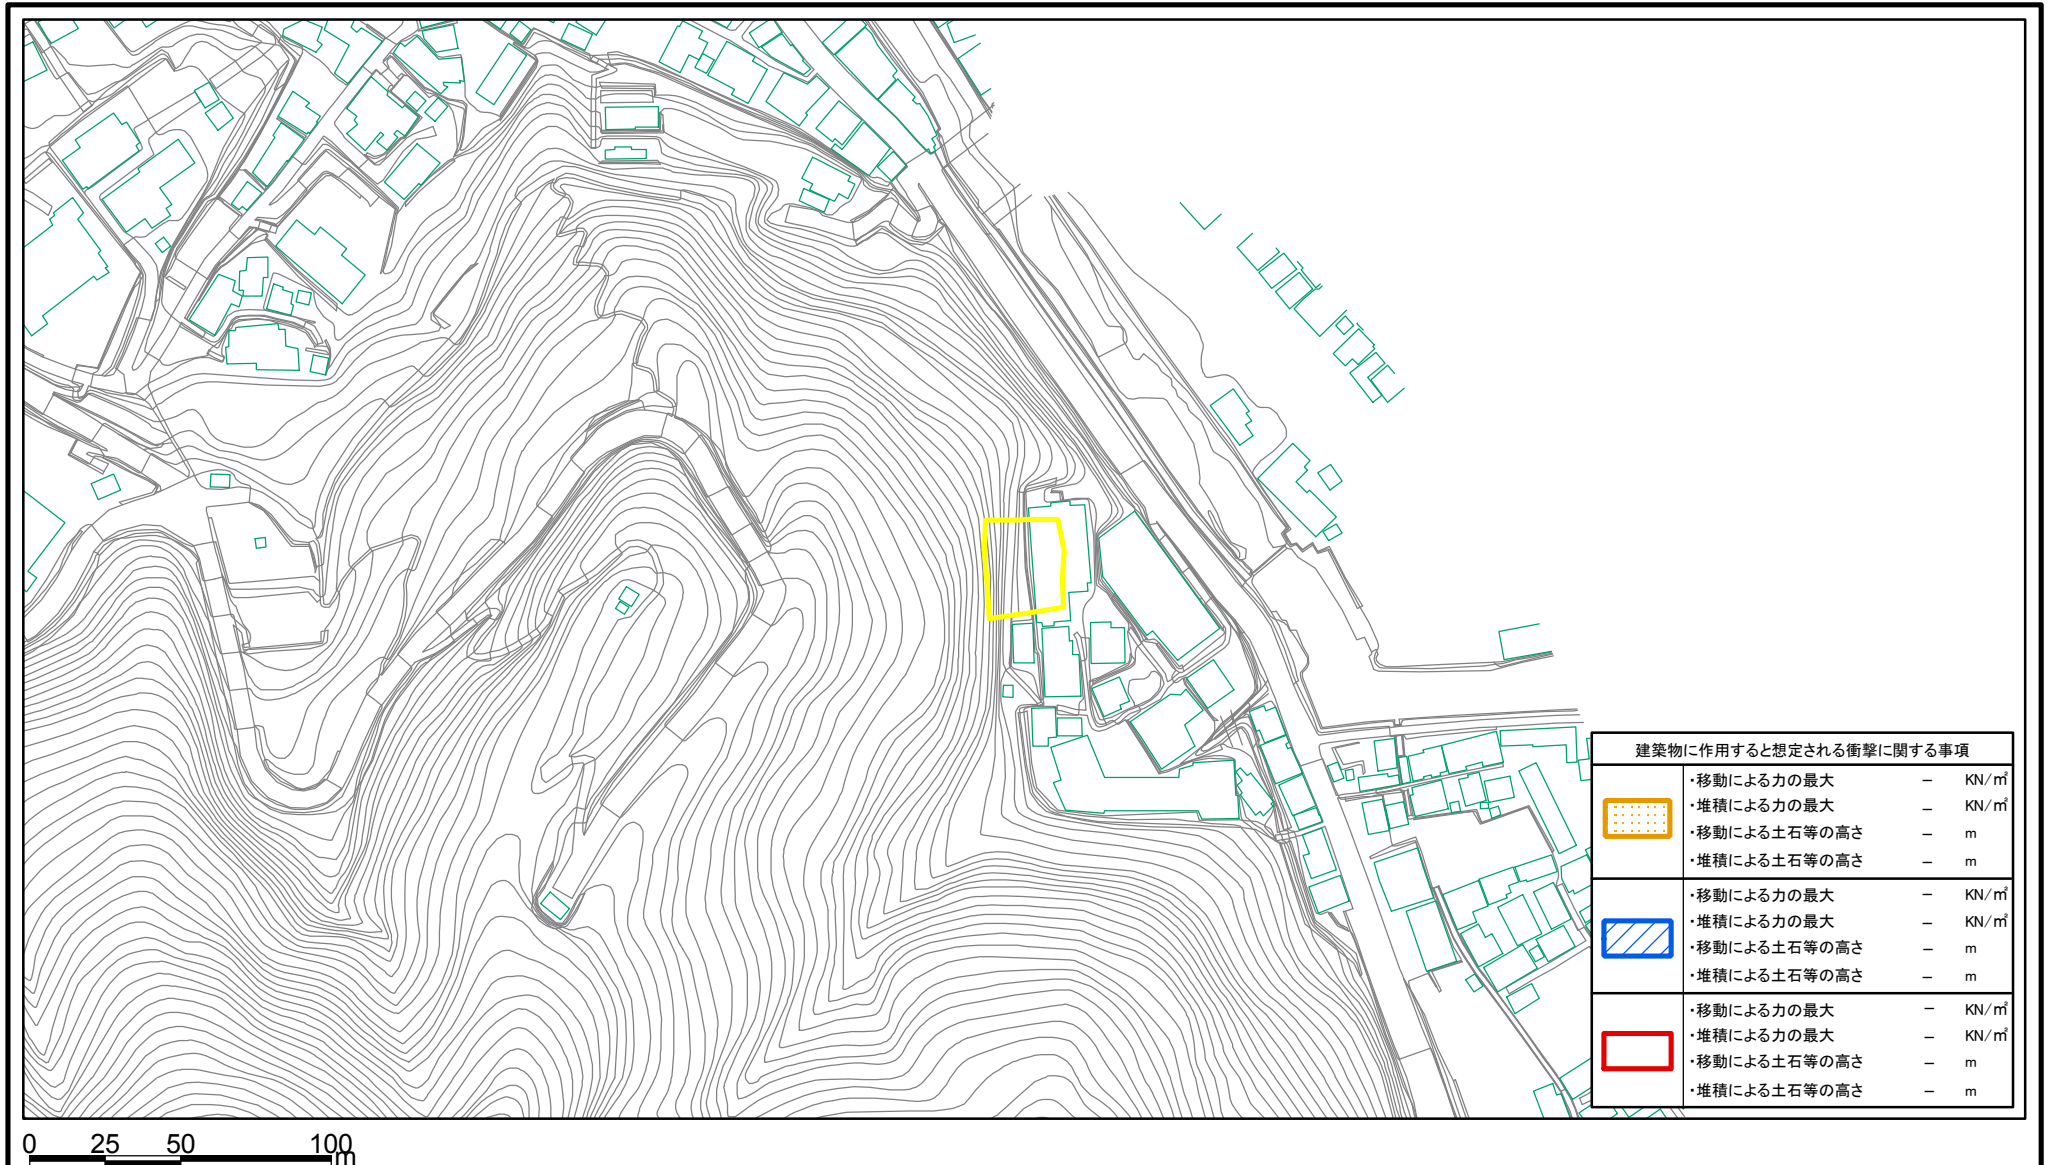 建築物に作用すると想定される衝撃に関する事項
・移動による力の最大 － KN/㎡
・堆積による力の最大 － KN/㎡
・移動による土石等の高さ － m
・堆積による土石等の高さ － m
・移動による力の最大 － KN/㎡
・堆積による力の最大 － KN/㎡
・移動による土石等の高さ － m
・堆積による土石等の高さ － m
・移動による力の最大 － KN/㎡
・堆積による力の最大 － KN/㎡
・移動による土石等の高さ － m
・堆積による土石等の高さ － m
0 25 50 100
m